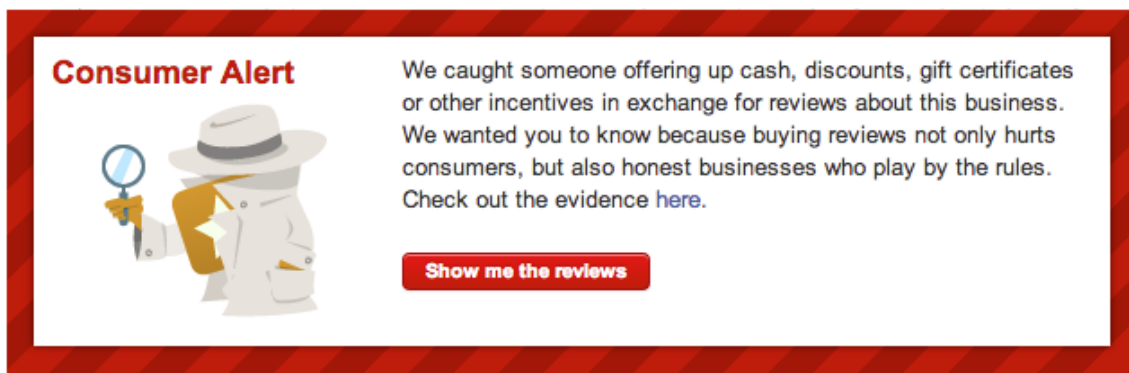 Consumer Alert
We caught someone offering up cash, discounts, gift certificates
or other incentives in exchange for reviews about this business.
We wanted you to know because buying reviews not only hurts
consumers, but also honest businesses who play by the rules.
Check out the evidence here.
Show me the reviews